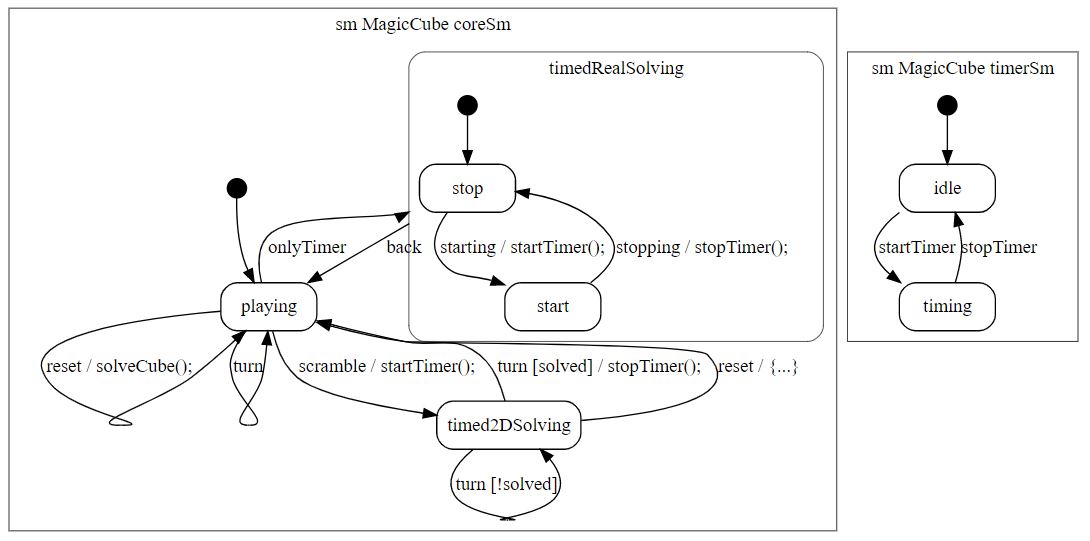 sm MagicCube coreSm
timedRealSolving
sm MagicCube timerSm
stop
idle
onlyTimer
back
starting / startTimer();
stopping / stopTimer();
startTimer
stopTimer
playing
start
timing
reset / solveCube();
turn
scramble / startTimer();
turn [solved] / stopTimer();
reset / {...}
timed2DSolving
turn [!solved]